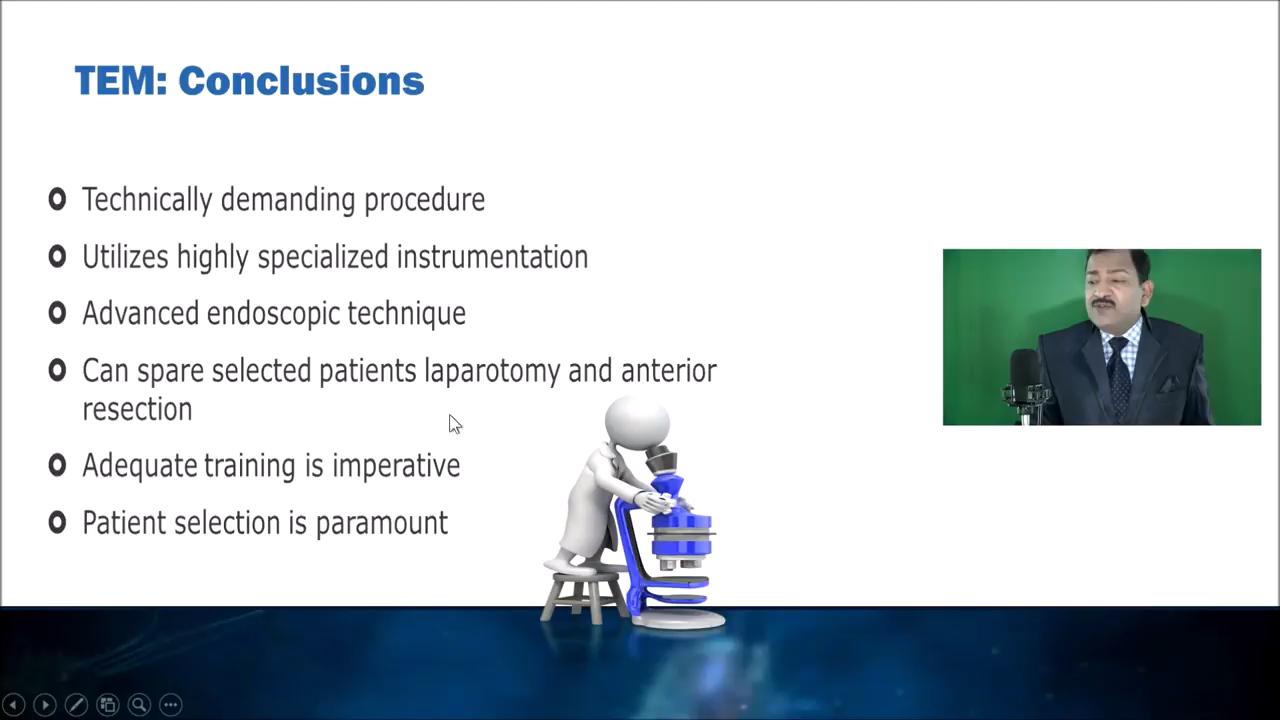 TEM: Conclusions
Technically demanding procedure
Utilizes highly specialized instrumentation
Advanced endoscopic technique
Can spare selected patients laparotomy and anterior
resection
Adequate training is imperative
Patient selection is paramount